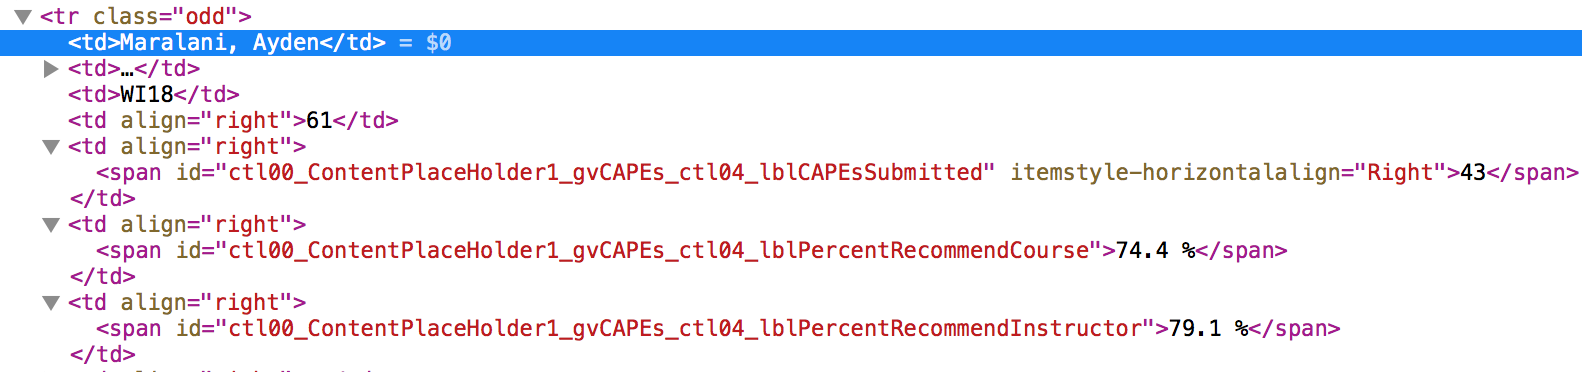 <tr class="odd">
<td>Maralani, Ayden</td> = $0
<td>…</td>
<td>WI18</td>
<td align="right">61</td>
<td align="right">
<span id="ctl00_ContentPlaceHolder1_gvCAPEs_ctl04_lblCAPEsSubmitted" itemstyle-horizontalalign="Right">43</span>
</td>
<td align="right">
<span id="ctl00_ContentPlaceHolder1_gvCAPEs_ctl04_lblPercentRecommendCourse">74.4 %</span>
</td>
<td align="right">
<span id="ctl00_ContentPlaceHolder1_gvCAPEs_ctl04_lblPercentRecommendInstructor">79.1 %</span>
</td>